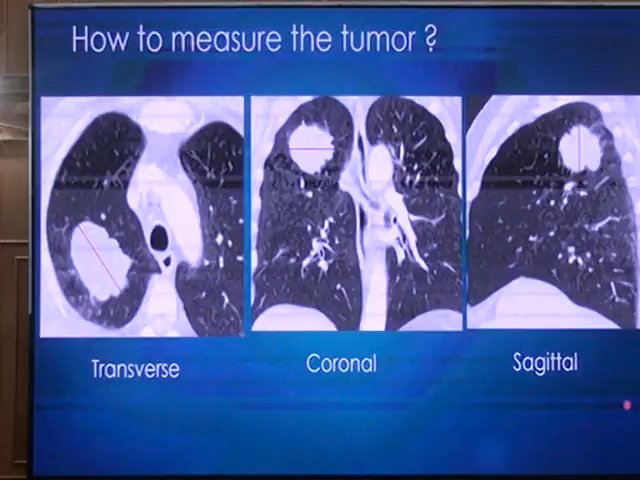 How to measure the tumor ?
Transverse
Coronal
Sagittal